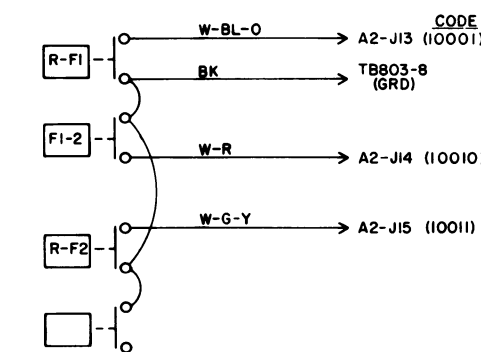 CODE
W-BL-O
A2-J13 (10001)
R-F1
BK
TB803-8
(GRD)
F1-2
W-R
A2-J14 (10010)
W-G-Y
A2-J15 (10011)
R-F2